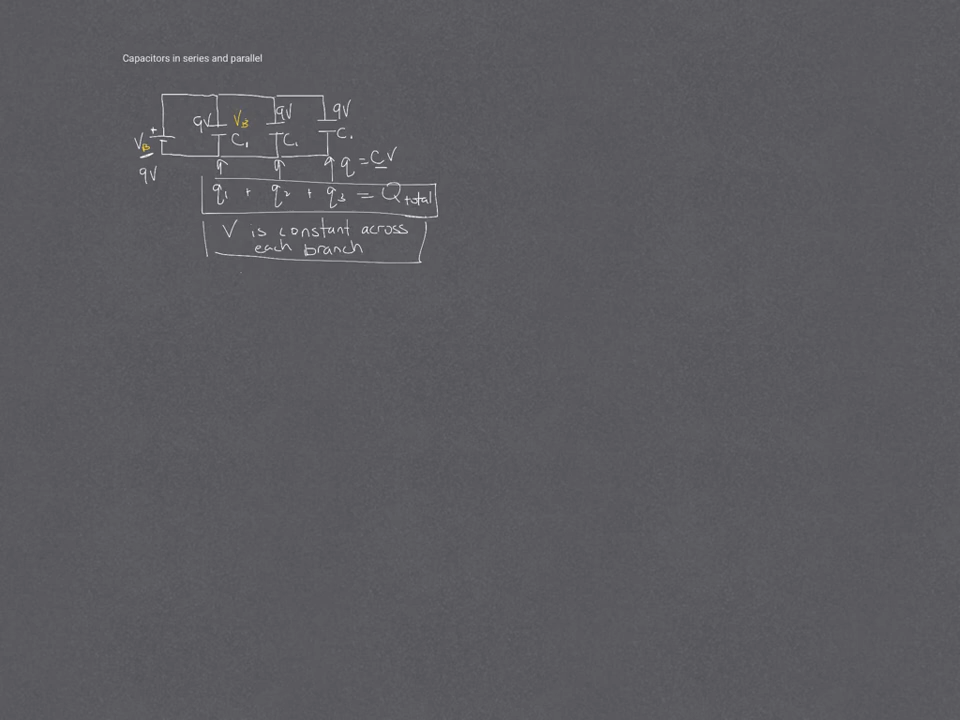 Capacitors in series and parallel
9V V_B 9V 9V
+
V_B C₁ C₁ C₁
9V
q = CV
q₁ + q₂ + q₃ = Q_total
V is constant across
each branch